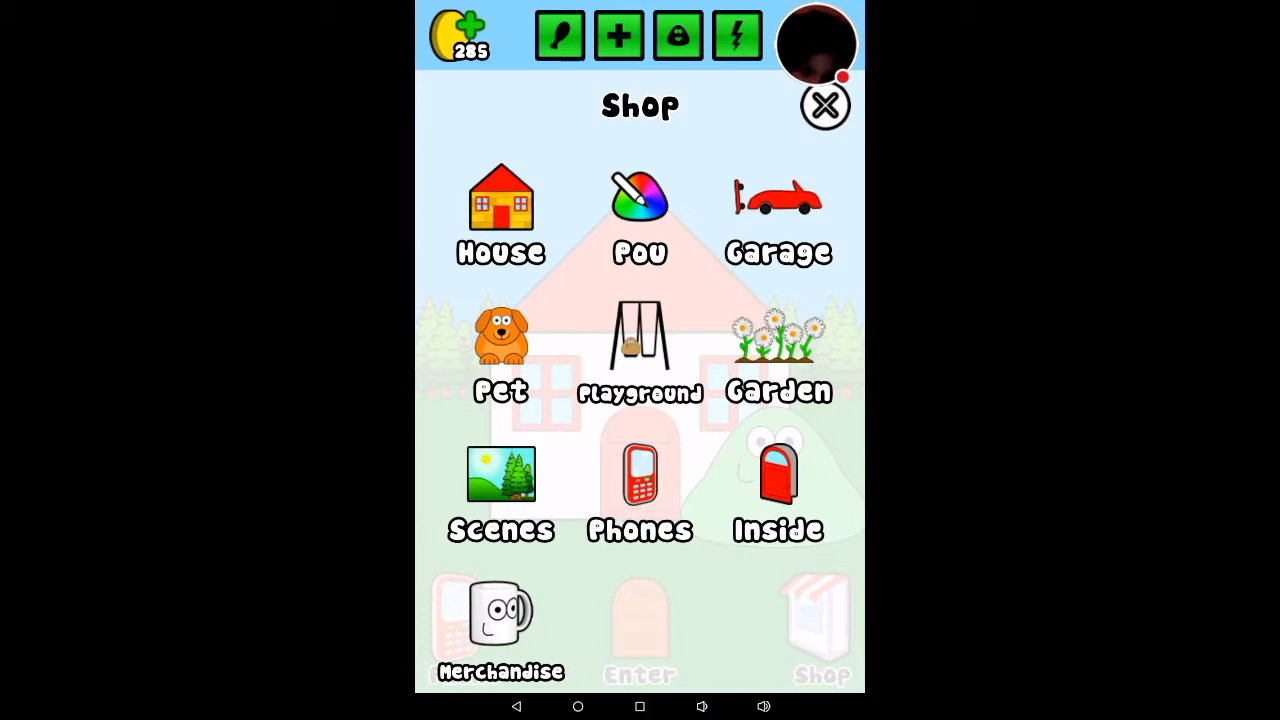 285
Shop
House Pou Garage
Pet Playground Garden
Scenes Phones Inside
Merchandise Enter Shop